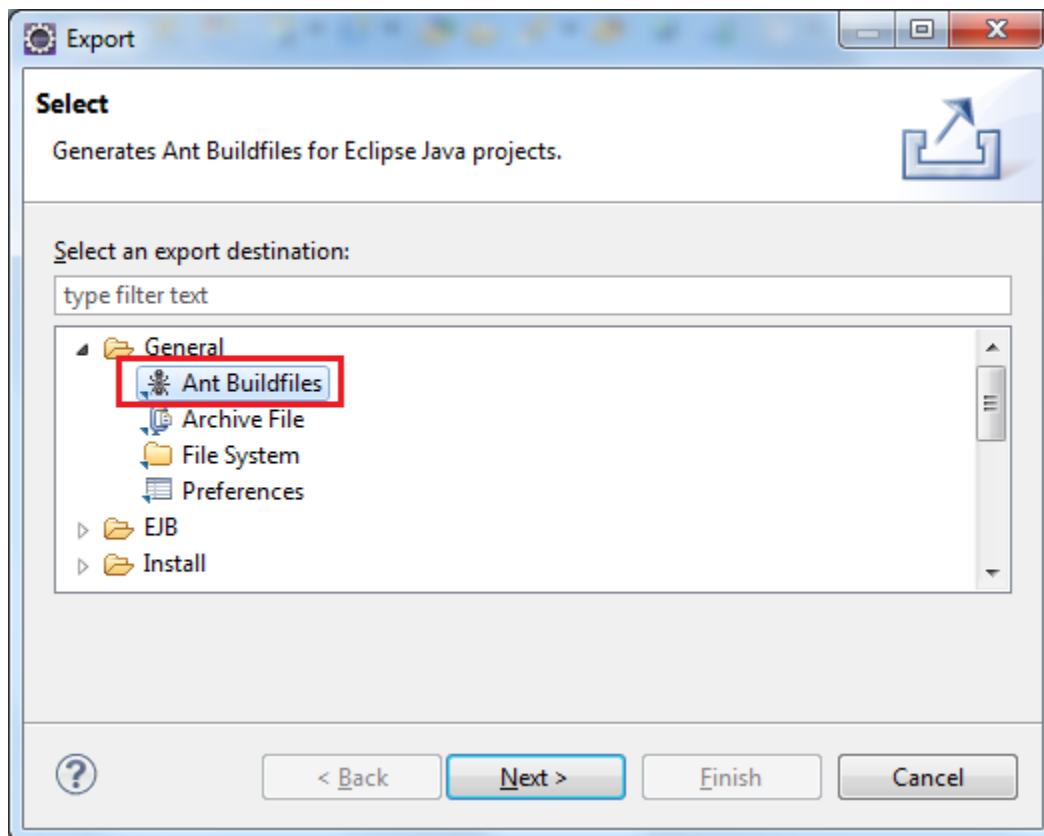 Export
Select
Generates Ant Buildfiles for Eclipse Java projects.
Select an export destination:
type filter text
General
Ant Buildfiles
Archive File
File System
Preferences
EJB
Install
? < Back Next > Finish Cancel